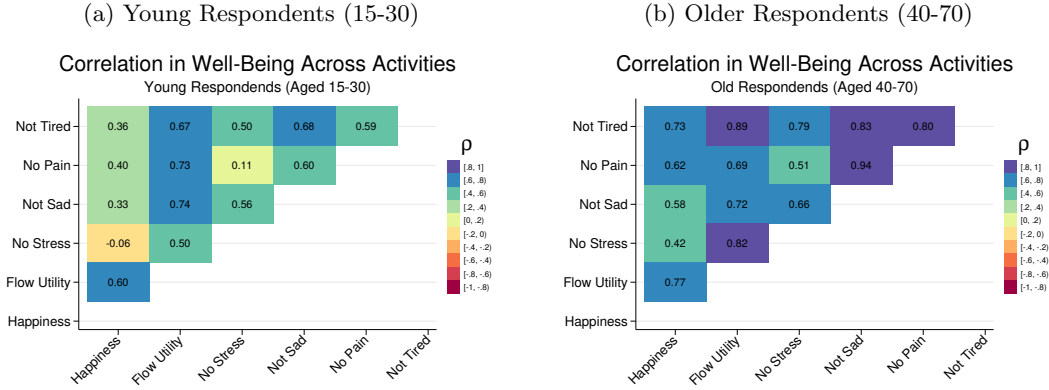 (a) Young Respondents (15-30)
Correlation in Well-Being Across Activities
Young Respondends (Aged 15-30)
Not Tired 0.36 0.67 0.50 0.68 0.59
No Pain 0.40 0.73 0.11 0.60
Not Sad 0.33 0.74 0.56
No Stress -0.06 0.50
Flow Utility 0.60
Happiness
Happiness Flow Utility No Stress Not Sad No Pain Not Tired
ρ
[.8, 1]
[.6, .8)
[.4, .6)
[.2, .4)
[0, .2)
[-.2, 0)
[-.4, -.2)
[-.6, -.4)
[-.8, -.6)
[-1, -.8)
(b) Older Respondents (40-70)
Correlation in Well-Being Across Activities
Old Respondends (Aged 40-70)
Not Tired 0.73 0.89 0.79 0.83 0.80
No Pain 0.62 0.69 0.51 0.94
Not Sad 0.58 0.72 0.66
No Stress 0.42 0.82
Flow Utility 0.77
Happiness
Happiness Flow Utility No Stress Not Sad No Pain Not Tired
ρ
[.8, 1]
[.6, .8)
[.4, .6)
[.2, .4)
[0, .2)
[-.2, 0)
[-.4, -.2)
[-.6, -.4)
[-.8, -.6)
[-1, -.8)